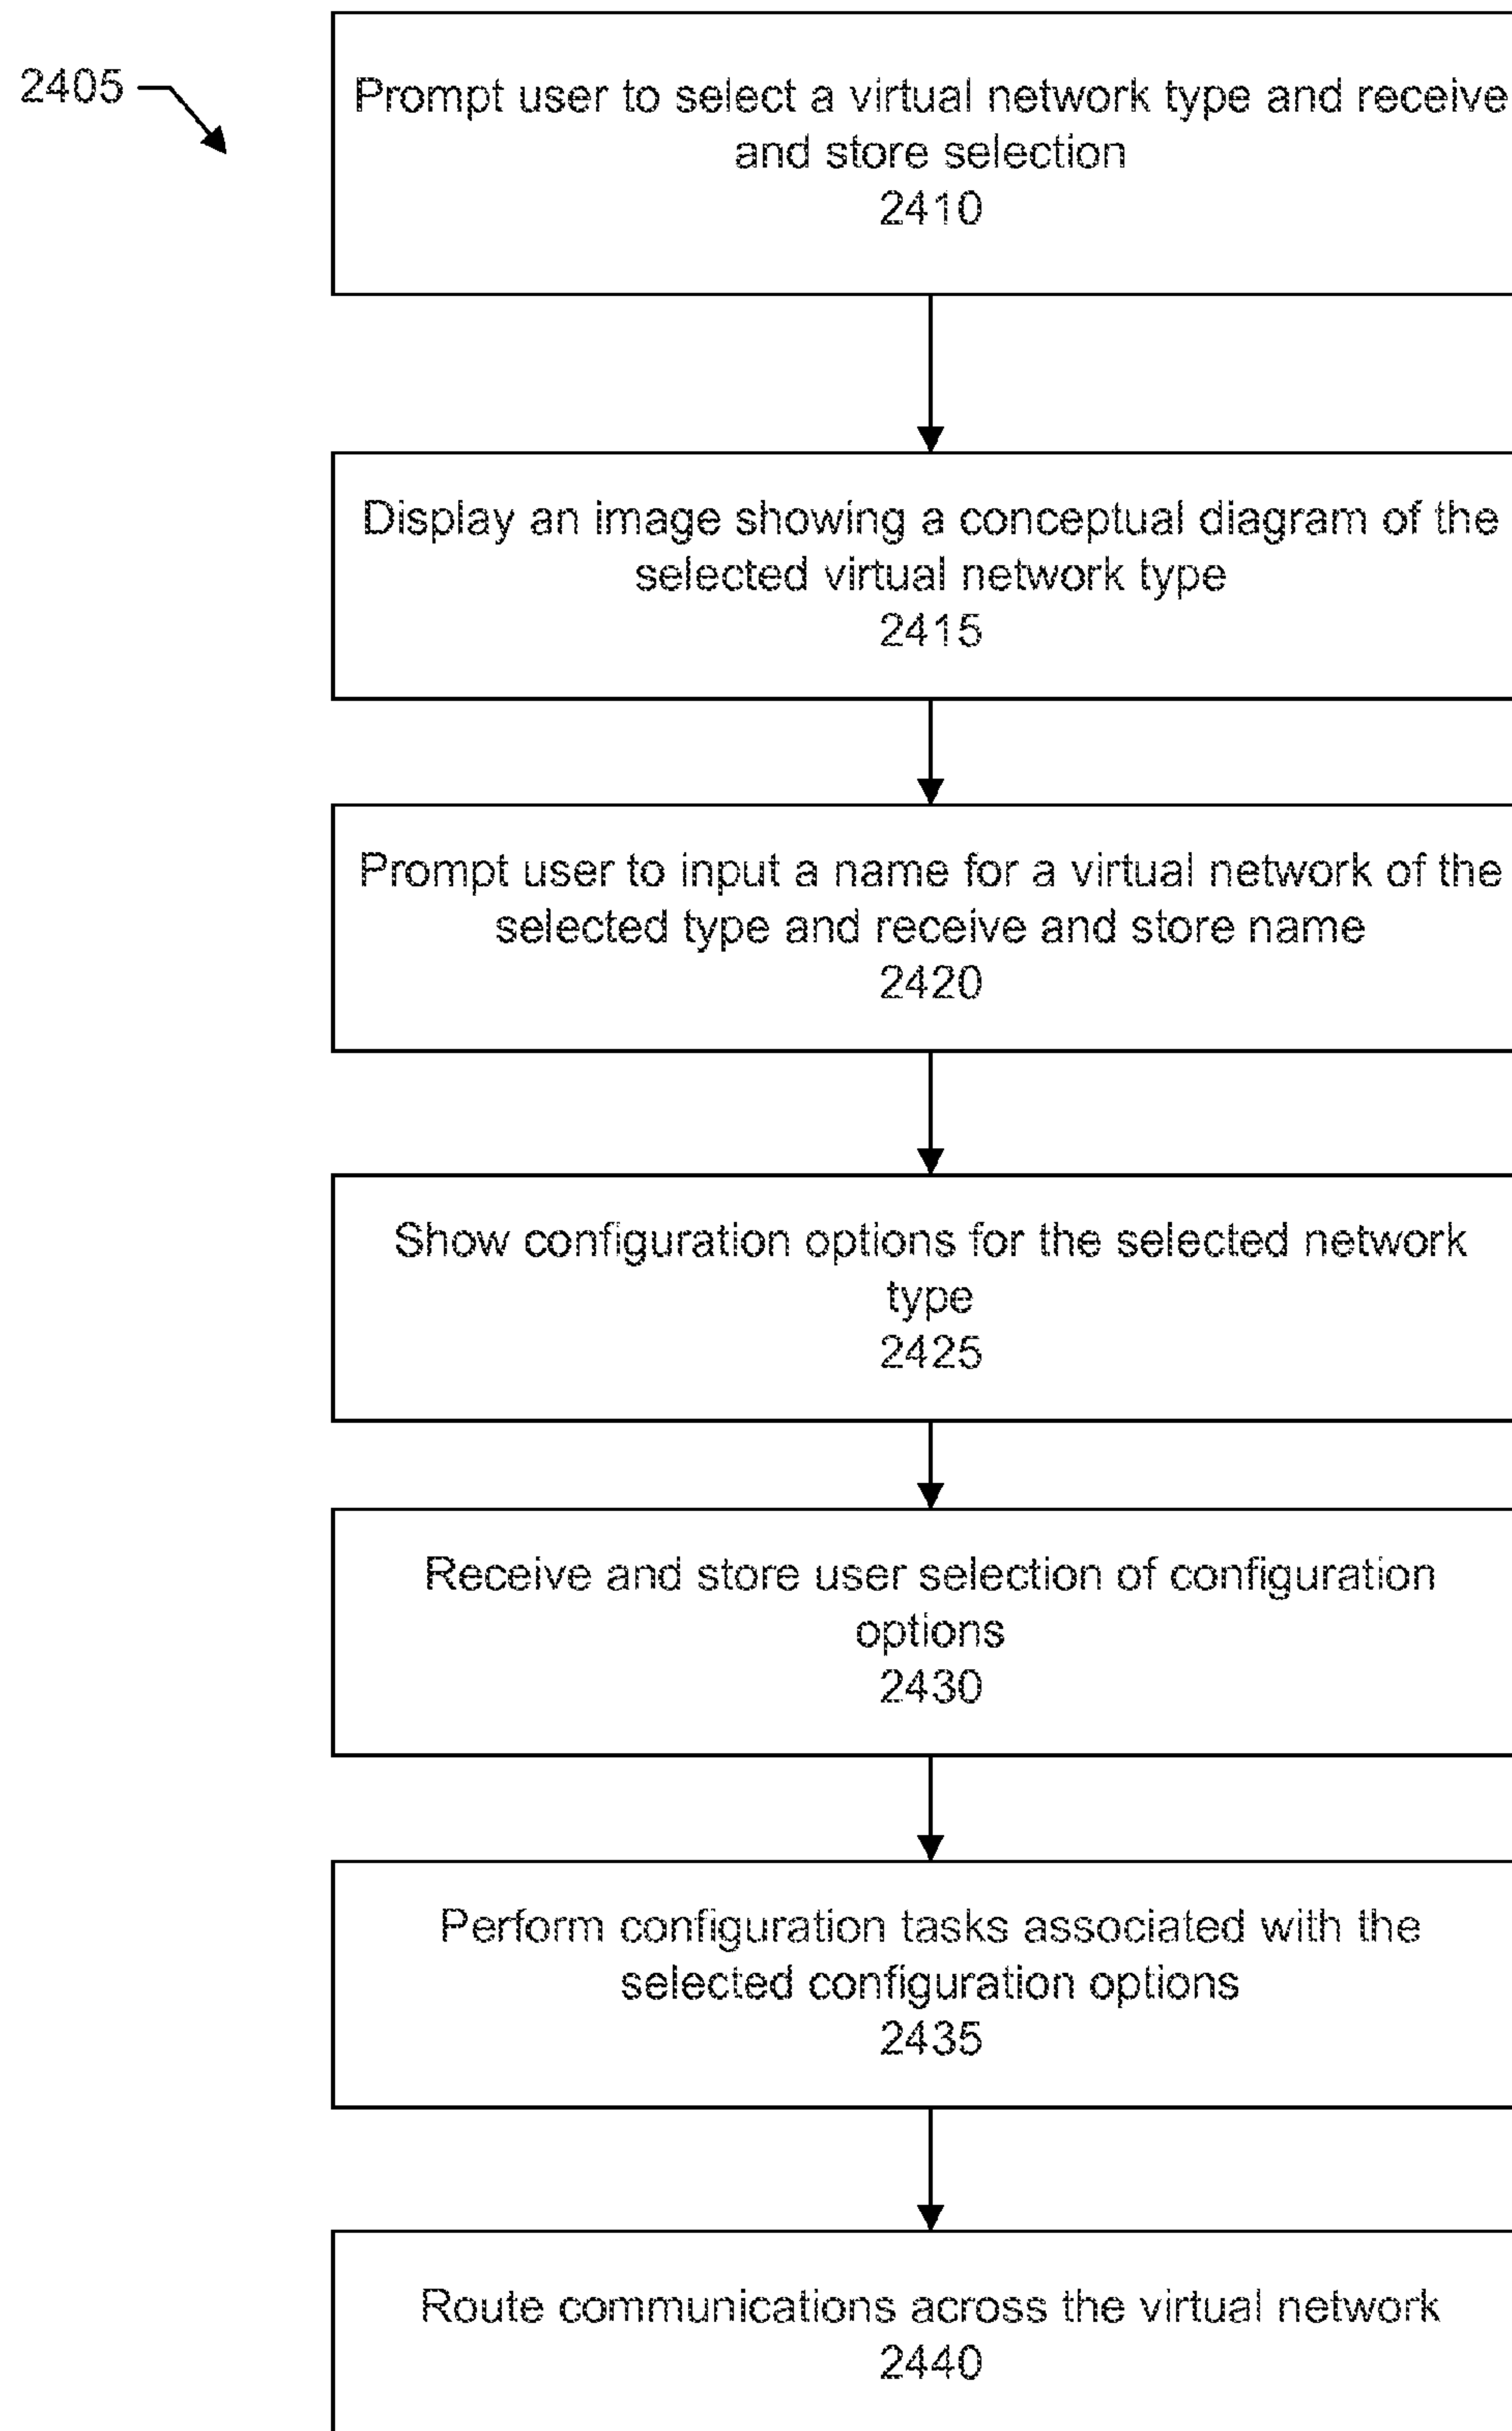 2405
Prompt user to select a virtual network type and receive
and store selection
2410
Display an image showing a conceptual diagram of the
selected virtual network type
2415
Prompt user to input a name for a virtual network of the
selected type and receive and store name
2420
Show configuration options for the selected network
type
2425
Receive and store user selection of configuration
options
2430
Perform configuration tasks associated with the
selected configuration options
2435
Route communications across the virtual network
2440